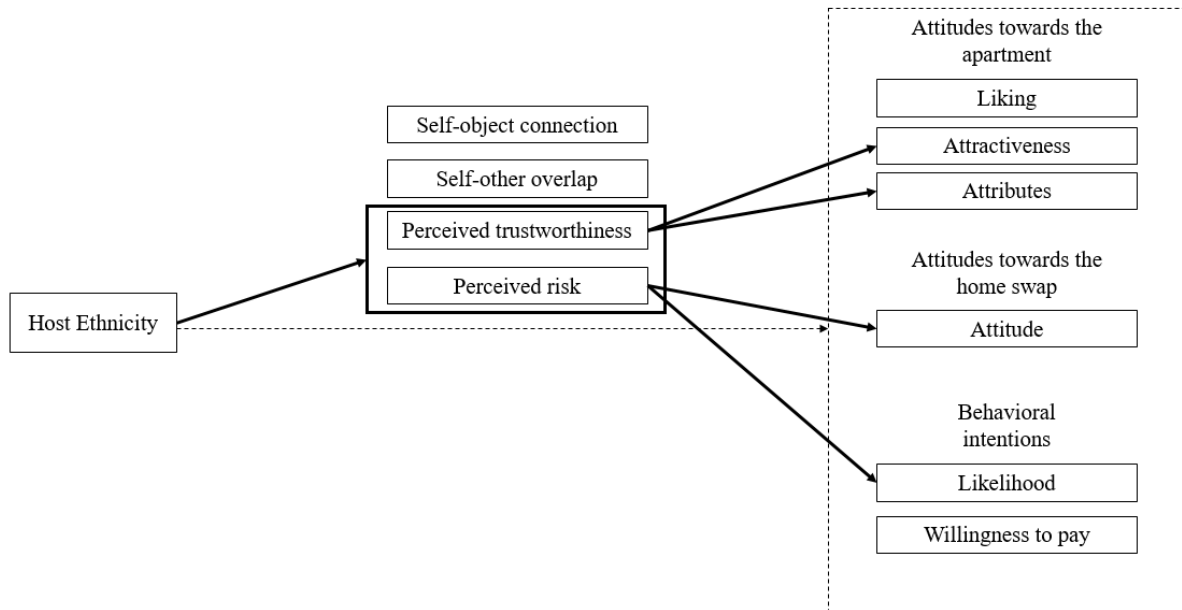 Host Ethnicity
Self-object connection
Self-other overlap
Perceived trustworthiness
Perceived risk
Attitudes towards the
apartment
Liking
Attractiveness
Attributes
Attitudes towards the
home swap
Attitude
Behavioral
intentions
Likelihood
Willingness to pay